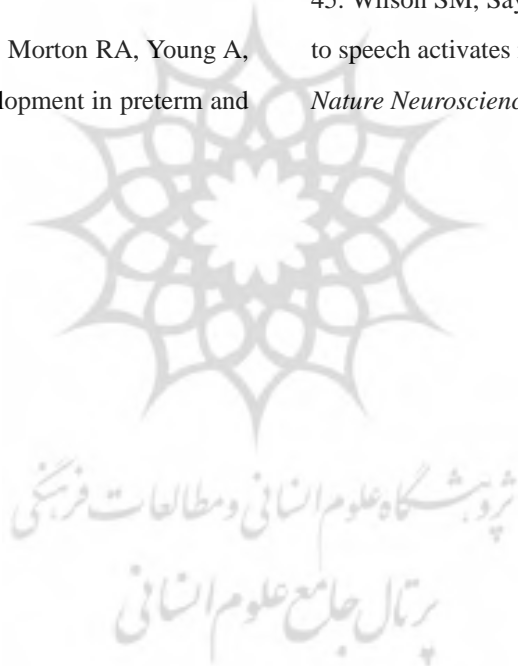 Morton RA, Young A,
lopment in preterm and
45. Wilson SM, Say
to speech activates
Nature Neuroscienc
پژوهشگاه علوم انسانی و مطالعات فرهنگی
پرتال جامع علوم انسانی